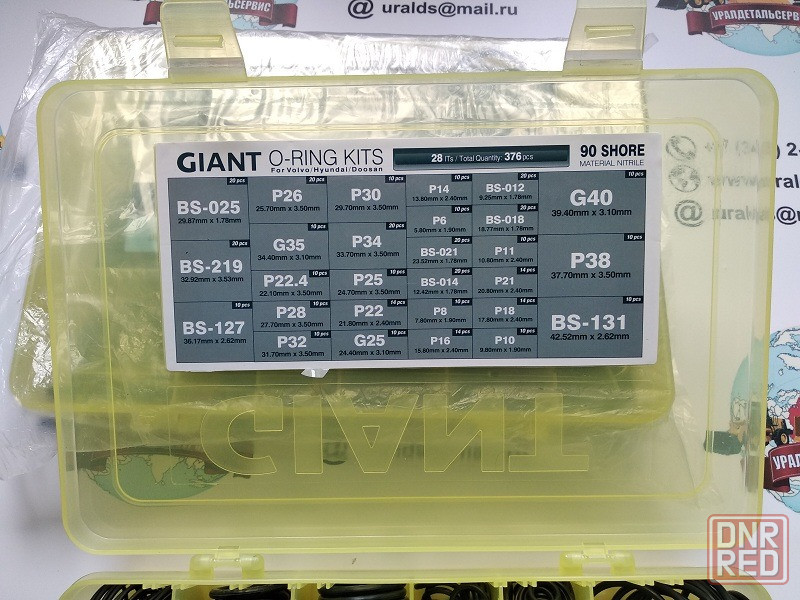 УРАЛДЕТАЛЬСЕРВИС
@ uralds@mail.ru
УРАЛДЕТАЛЬСЕРВИС
GIANT O-RING KITS
For Volvo/Hyundai/Doosan
28 ITs / Total Quantity: 376 pcs
90 SHORE
MATERIAL NITRILE
20 pcs
BS-025
29.87mm x 1.78mm
20 pcs
BS-219
32.92mm x 3.53mm
10 pcs
BS-127
36.17mm x 2.62mm
10 pcs
P26
25.70mm x 3.50mm
10 pcs
G35
34.40mm x 3.10mm
10 pcs
P22.4
22.10mm x 3.50mm
10 pcs
P28
27.70mm x 3.50mm
10 pcs
P32
31.70mm x 3.50mm
10 pcs
P30
29.70mm x 3.50mm
20 pcs
P34
33.70mm x 3.50mm
10 pcs
P25
24.70mm x 3.50mm
14 pcs
P22
21.80mm x 2.40mm
10 pcs
G25
24.40mm x 3.10mm
10 pcs
P14
13.80mm x 2.40mm
10 pcs
P6
5.80mm x 1.90mm
20 pcs
BS-021
23.52mm x 1.78mm
20 pcs
BS-014
12.42mm x 1.78mm
10 pcs
P8
7.80mm x 1.90mm
14 pcs
P16
15.80mm x 2.40mm
20 pcs
BS-012
9.25mm x 1.78mm
20 pcs
BS-018
18.77mm x 1.78mm
10 pcs
P11
10.80mm x 2.40mm
14 pcs
P21
20.80mm x 2.40mm
14 pcs
P18
17.80mm x 2.40mm
10 pcs
P10
9.80mm x 1.90mm
10 pcs
G40
39.40mm x 3.10mm
10 pcs
P38
37.70mm x 3.50mm
10 pcs
BS-131
42.52mm x 2.62mm
GIANT
УРАЛДЕТАЛЬСЕРВИС
DNR
RED